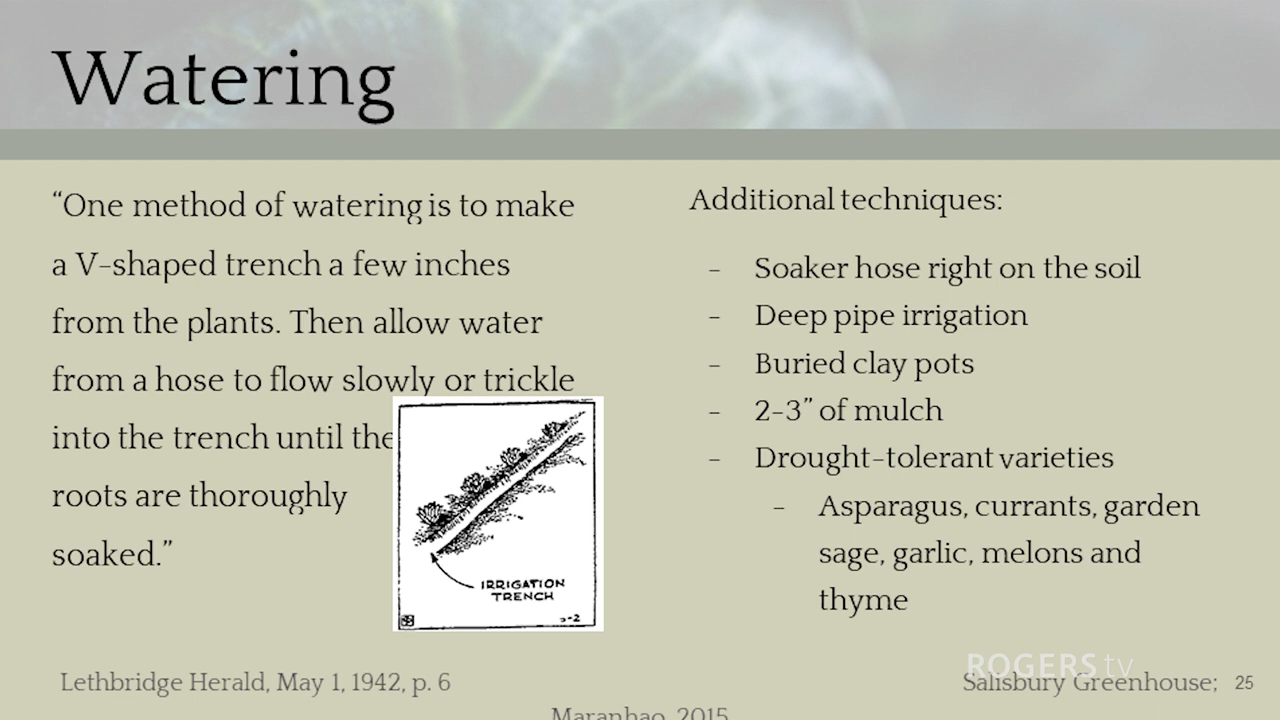 Watering
“One method of watering is to make
a V-shaped trench a few inches
from the plants. Then allow water
from a hose to flow slowly or trickle
into the trench until the
roots are thoroughly
soaked.”
IRRIGATION
TRENCH
Additional techniques:
- Soaker hose right on the soil
- Deep pipe irrigation
- Buried clay pots
- 2-3” of mulch
- Drought-tolerant varieties
- Asparagus, currants, garden
sage, garlic, melons and
thyme
ROGERS tv
Lethbridge Herald, May 1, 1942, p. 6
Salisbury Greenhouse;
25
Maranhao, 2015